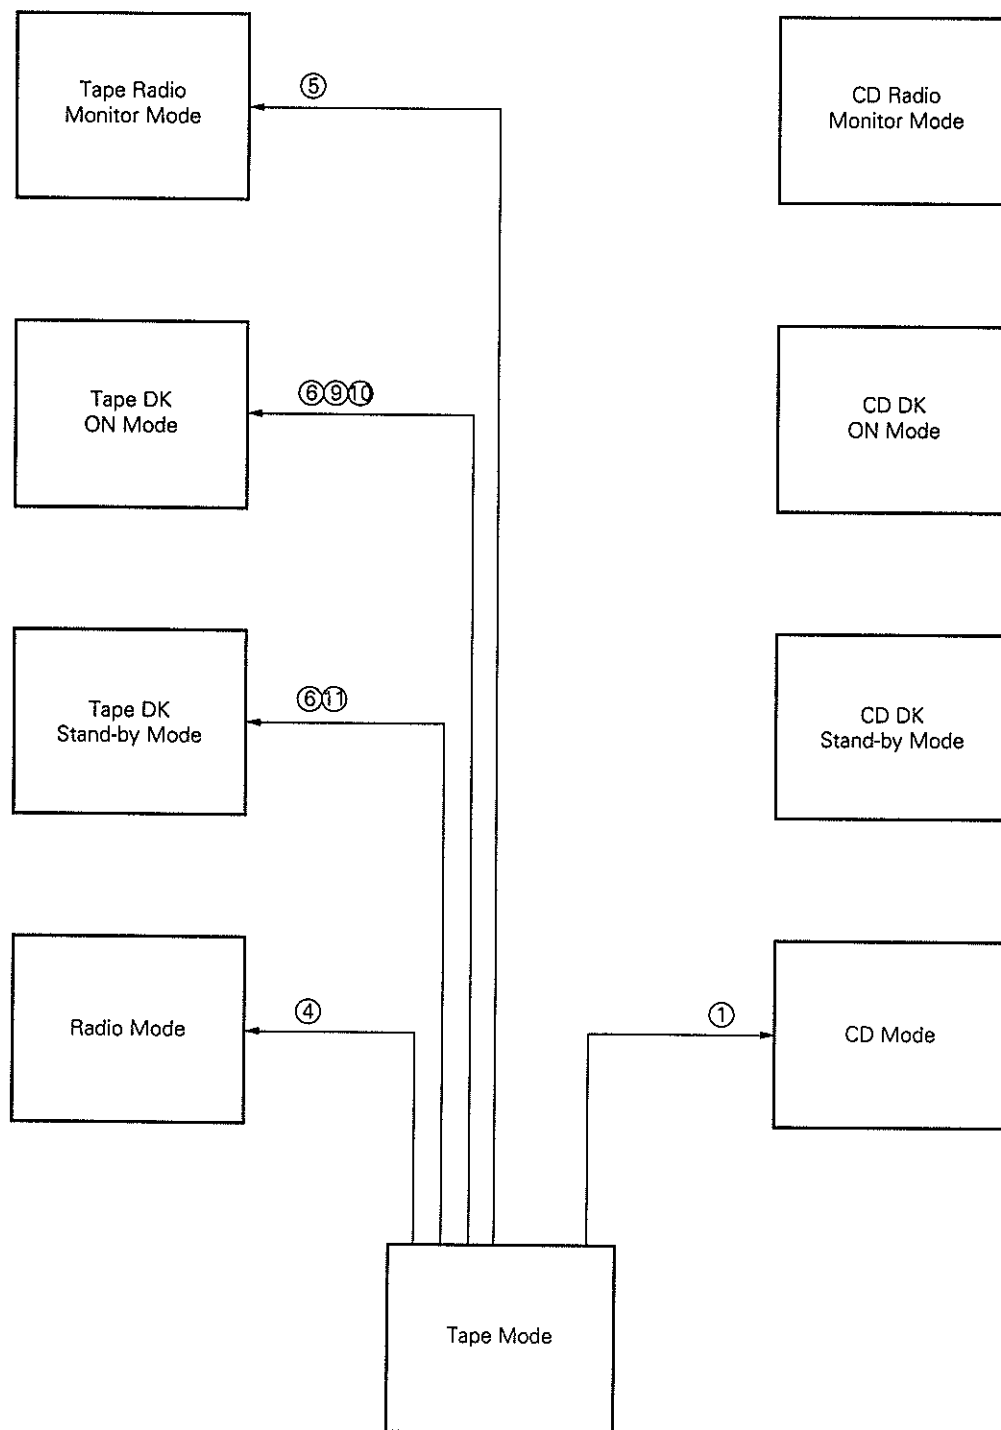 Tape Radio
Monitor Mode
⑤
CD Radio
Monitor Mode
Tape DK
ON Mode
⑥⑨⑩
CD DK
ON Mode
Tape DK
Stand-by Mode
⑥⑪
CD DK
Stand-by Mode
Radio Mode
④
①
CD Mode
Tape Mode